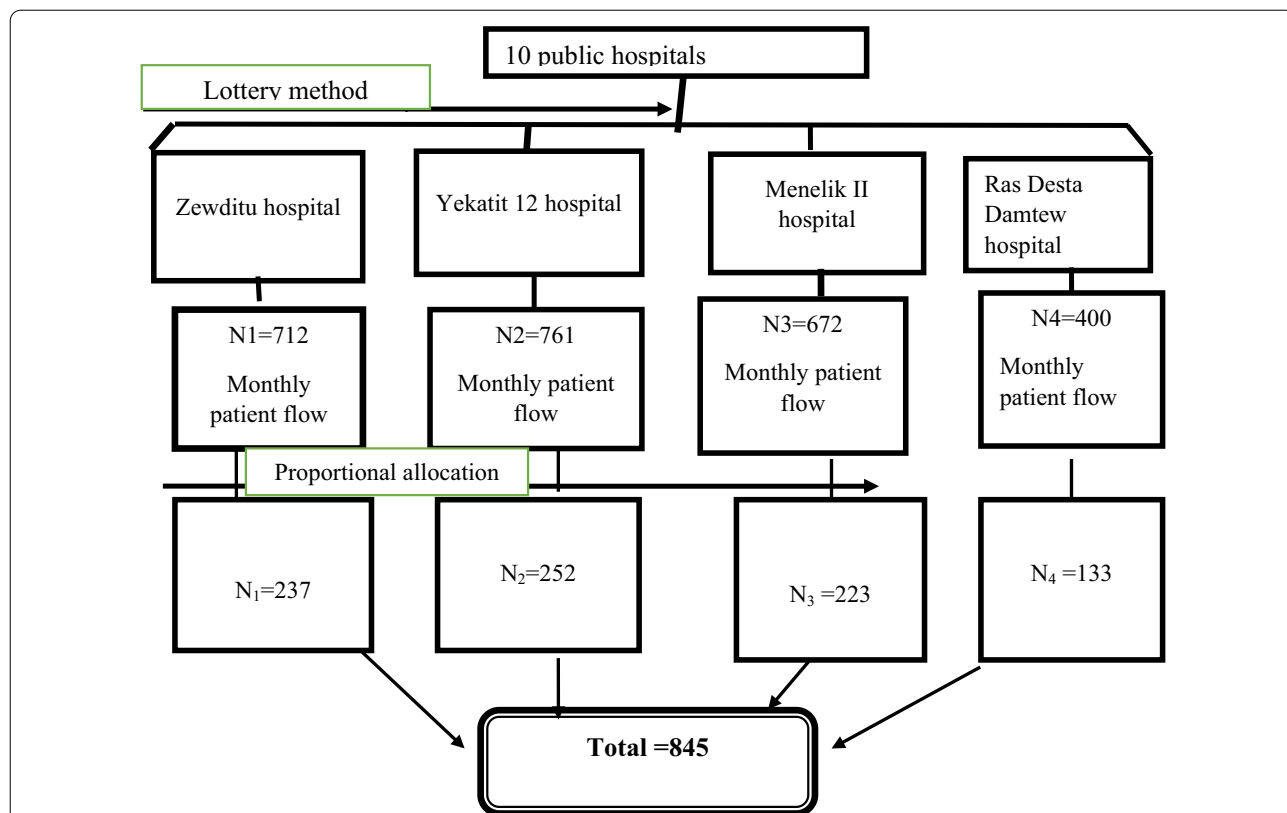 10 public hospitals
Lottery method
Zewditu hospital
Yekatit 12 hospital
Menelik II
hospital
Ras Desta
Damtew
hospital
N1=712
Monthly
patient flow
N2=761
Monthly patient
flow
N3=672
Monthly patient
flow
N4=400
Monthly
patient flow
Proportional allocation
N₁=237
N₂=252
N₃ =223
N₄ =133
Total =845